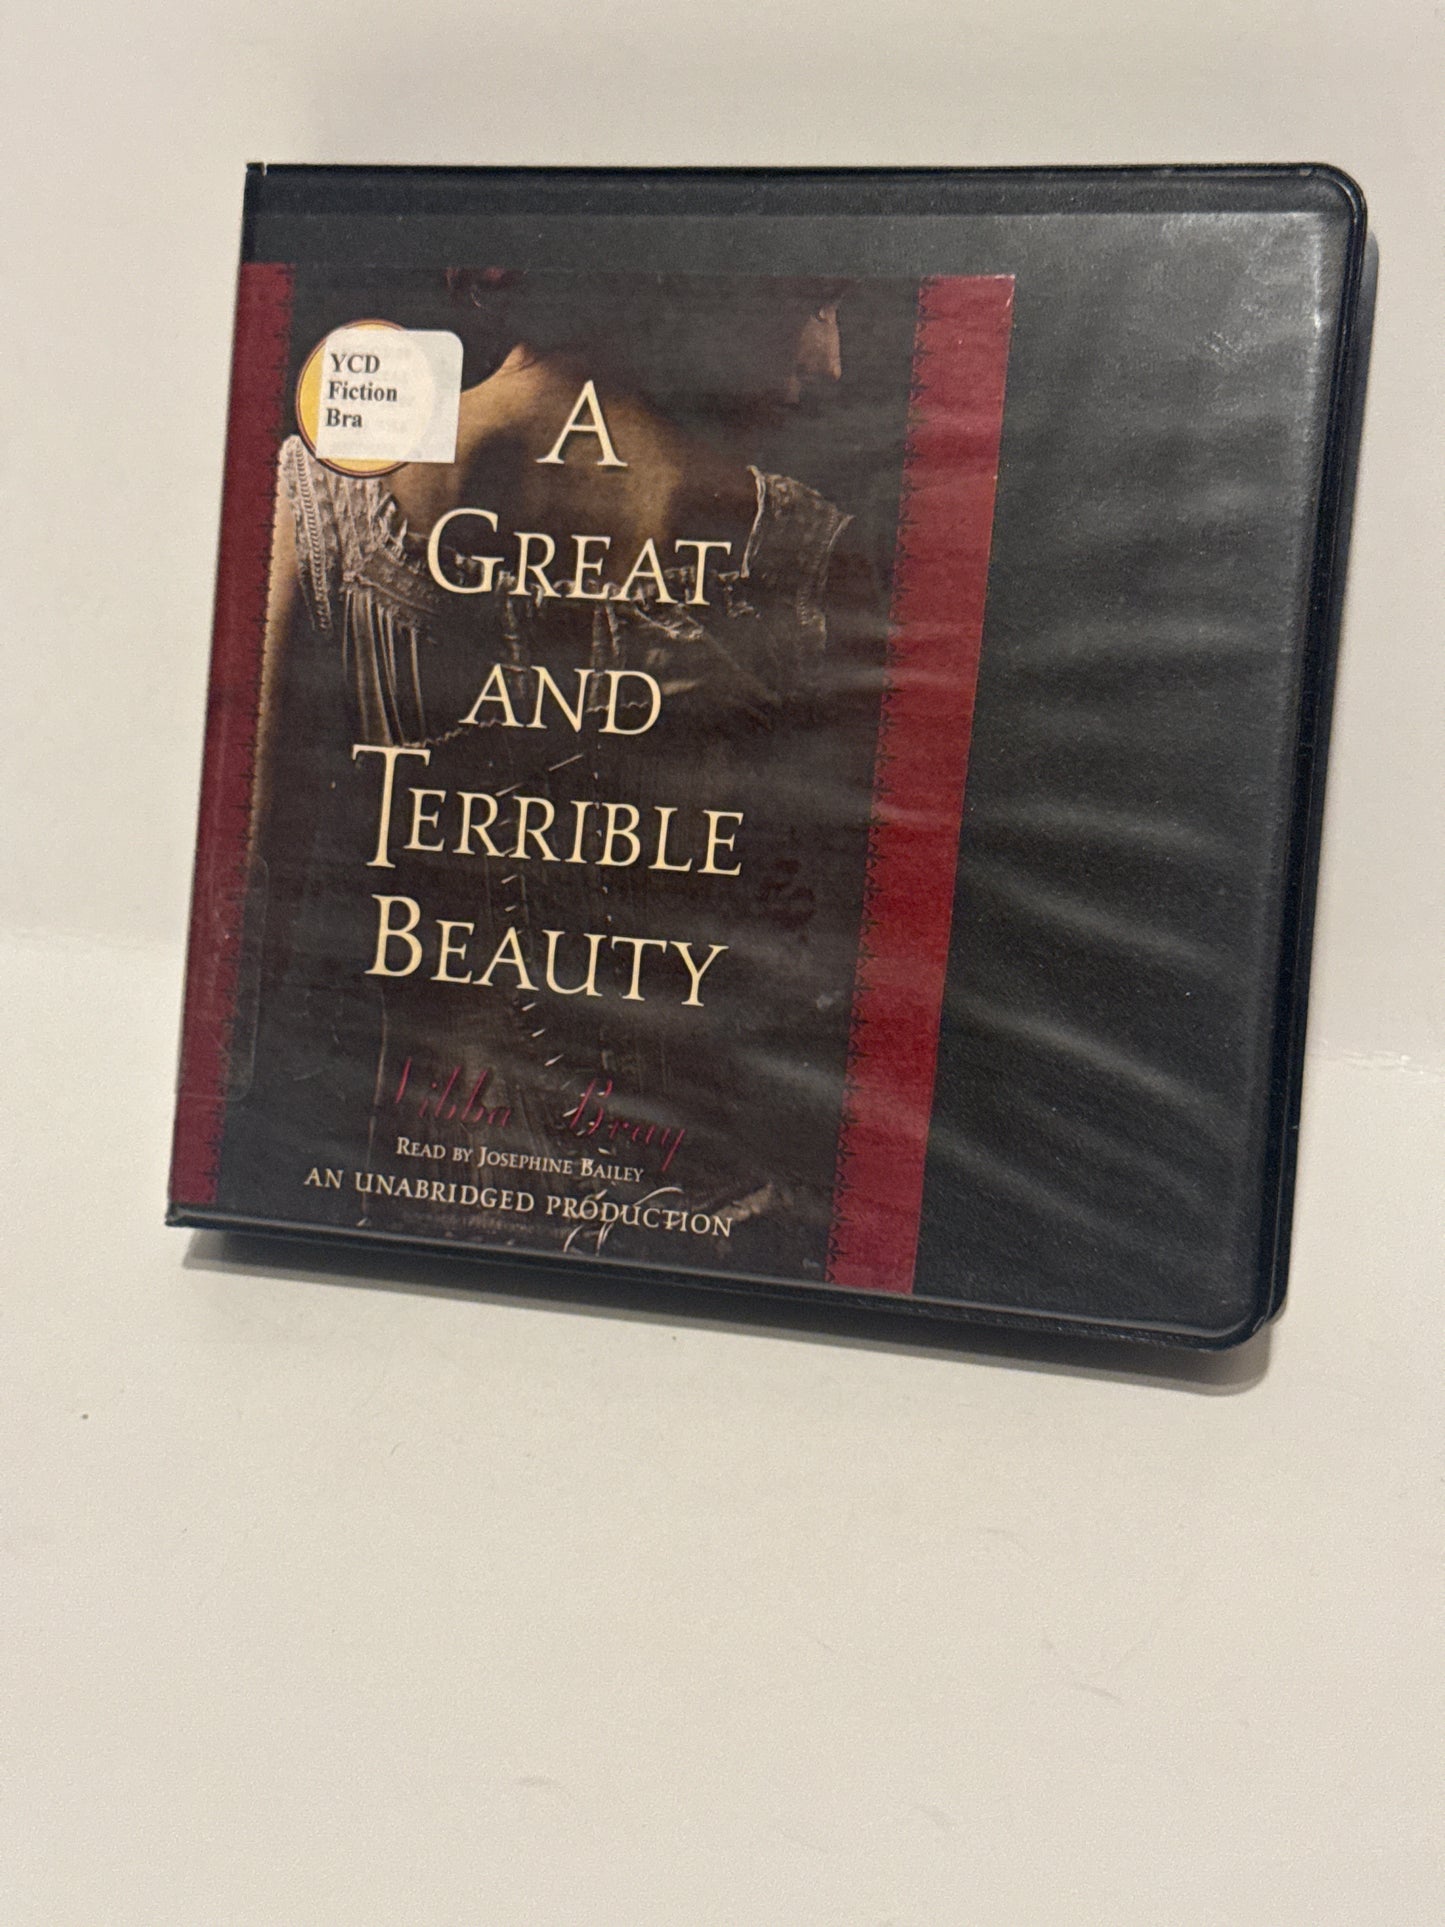 YCD
Fiction
Bra
A
GREAT
AND
TERRIBLE
BEAUTY
Libba Bray
READ BY JOSEPHINE BAILEY
AN UNABRIDGED PRODUCTION